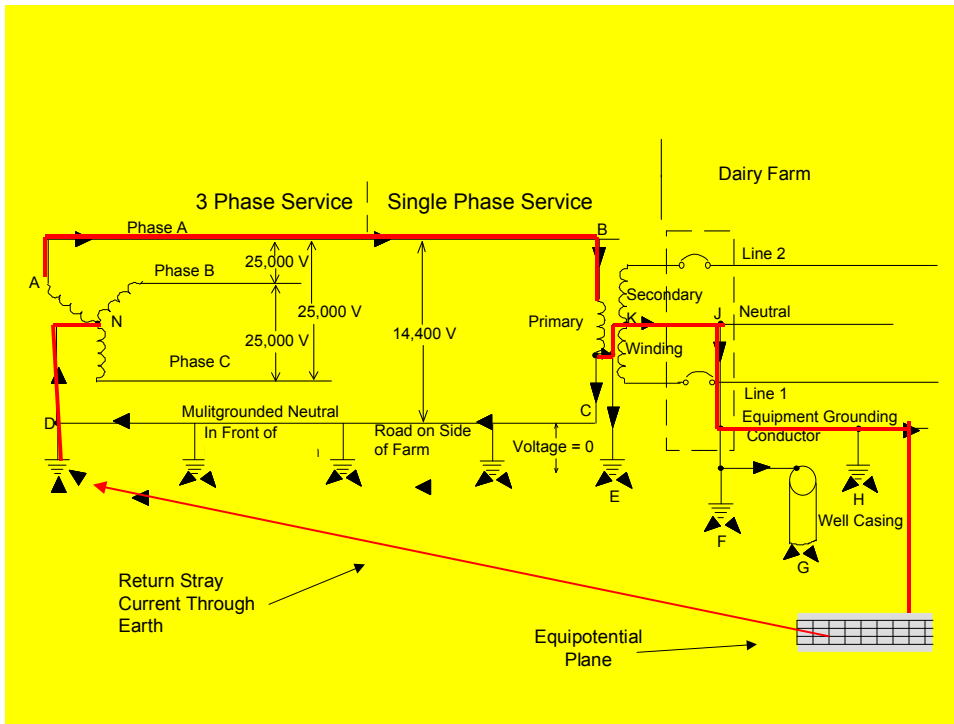 Dairy Farm
3 Phase Service
Single Phase Service
Phase A
B
25,000 V
Line 2
A
Phase B
Secondary
25,000 V
N
K
J
Neutral
Primary
14,400 V
25,000 V
Winding
Phase C
Line 1
Mulitgrounded Neutral
C
Equipment Grounding
D
In Front of
Road on Side
Conductor
of Farm
Voltage = 0
E
H
Well Casing
F
G
Return Stray
Current Through
Earth
Equipotential
Plane